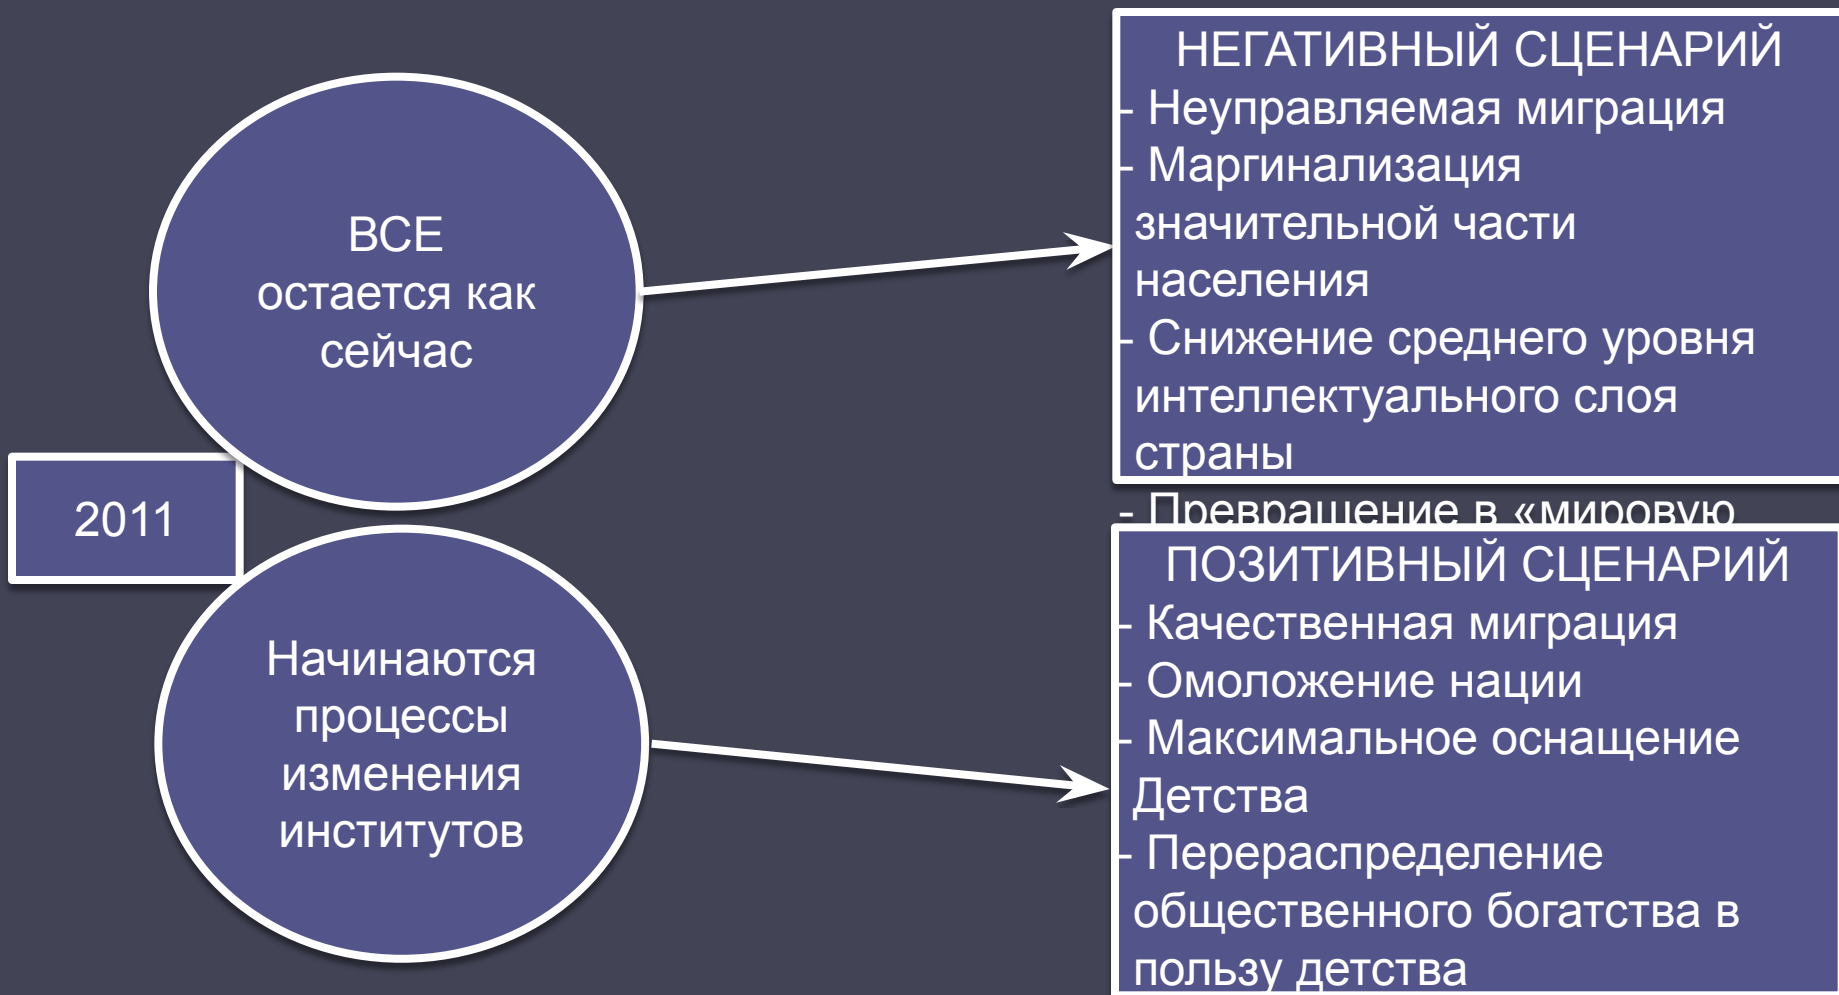 ВСЕ
остается как
сейчас
2011
Начинаются
процессы
изменения
институтов
НЕГАТИВНЫЙ СЦЕНАРИЙ
- Неуправляемая миграция
- Маргинализация
значительной части
населения
- Снижение среднего уровня
интеллектуального слоя
страны
- Превращение в «мировую
ПОЗИТИВНЫЙ СЦЕНАРИЙ
- Качественная миграция
- Омоложение нации
- Максимальное оснащение
Детства
- Перераспределение
общественного богатства в
пользу детства